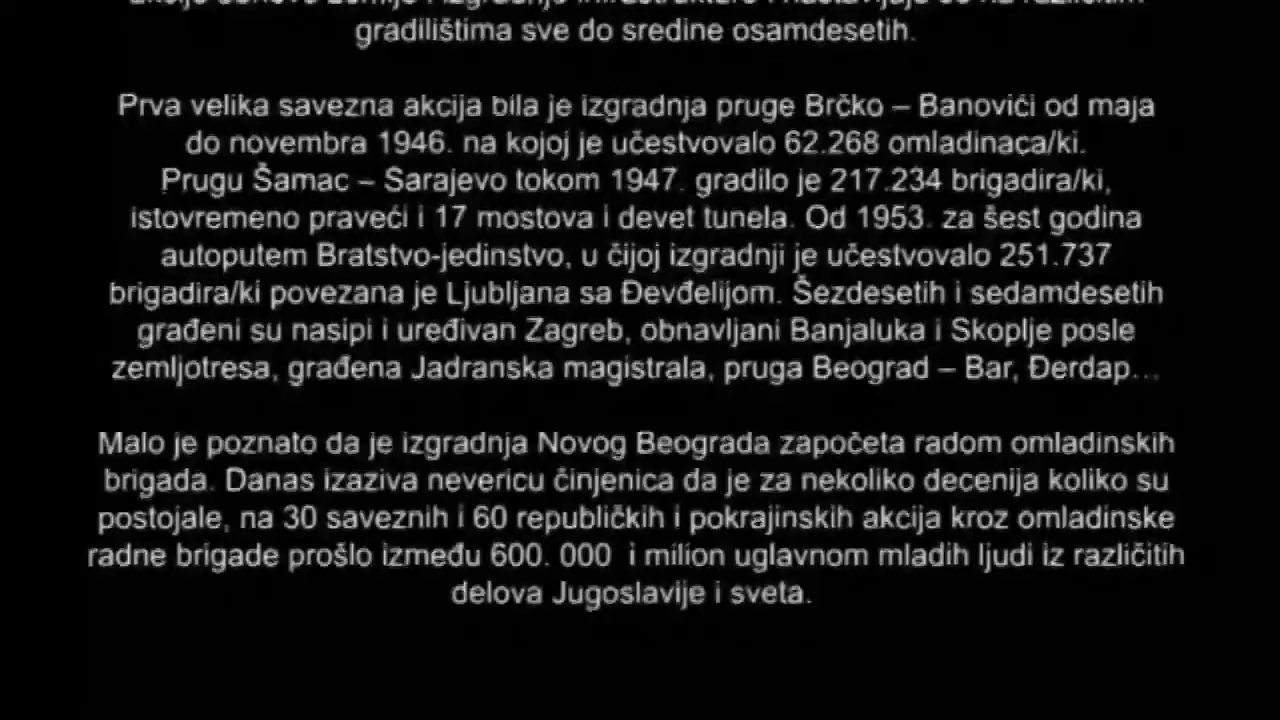 gradilištima sve do sredine osamdesetih.
Prva velika savezna akcija bila je izgradnja pruge Brčko – Banovići od maja
do novembra 1946. na kojoj je učestvovalo 62.268 omladinaca/ki.
Prugu Šamac – Sarajevo tokom 1947. gradilo je 217.234 brigadira/ki,
istovremeno praveći i 17 mostova i devet tunela. Od 1953. za šest godina
autoputem Bratstvo-jedinstvo, u čijoj izgradnji je učestvovalo 251.737
brigadira/ki povezana je Ljubljana sa Đevđelijom. Šezdesetih i sedamdesetih
građeni su nasipi i uređivan Zagreb, obnavljani Banjaluka i Skoplje posle
zemljotresa, građena Jadranska magistrala, pruga Beograd – Bar, Đerdap...
Malo je poznato da je izgradnja Novog Beograda započeta radom omladinskih
brigada. Danas izaziva nevericu činjenica da je za nekoliko decenija koliko su
postojale, na 30 saveznih i 60 republičkih i pokrajinskih akcija kroz omladinske
radne brigade prošlo između 600. 000  i milion uglavnom mladih ljudi iz različitih
delova Jugoslavije i sveta.